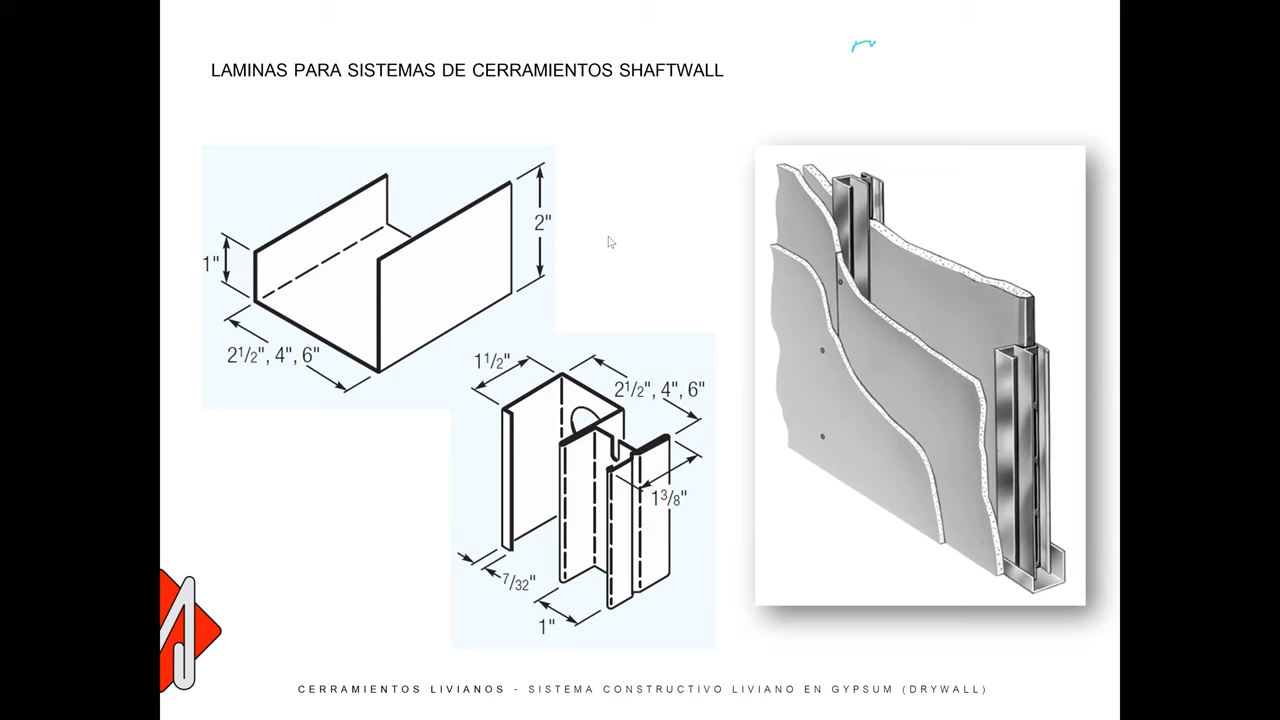 LAMINAS PARA SISTEMAS DE CERRAMIENTOS SHAFTWALL
2"
1"
2 1/2", 4", 6"
1 1/2"
2 1/2", 4", 6"
1 3/8"
7/32"
1"
CERRAMIENTOS LIVIANOS - SISTEMA CONSTRUCTIVO LIVIANO EN GYPSUM (DRYWALL)